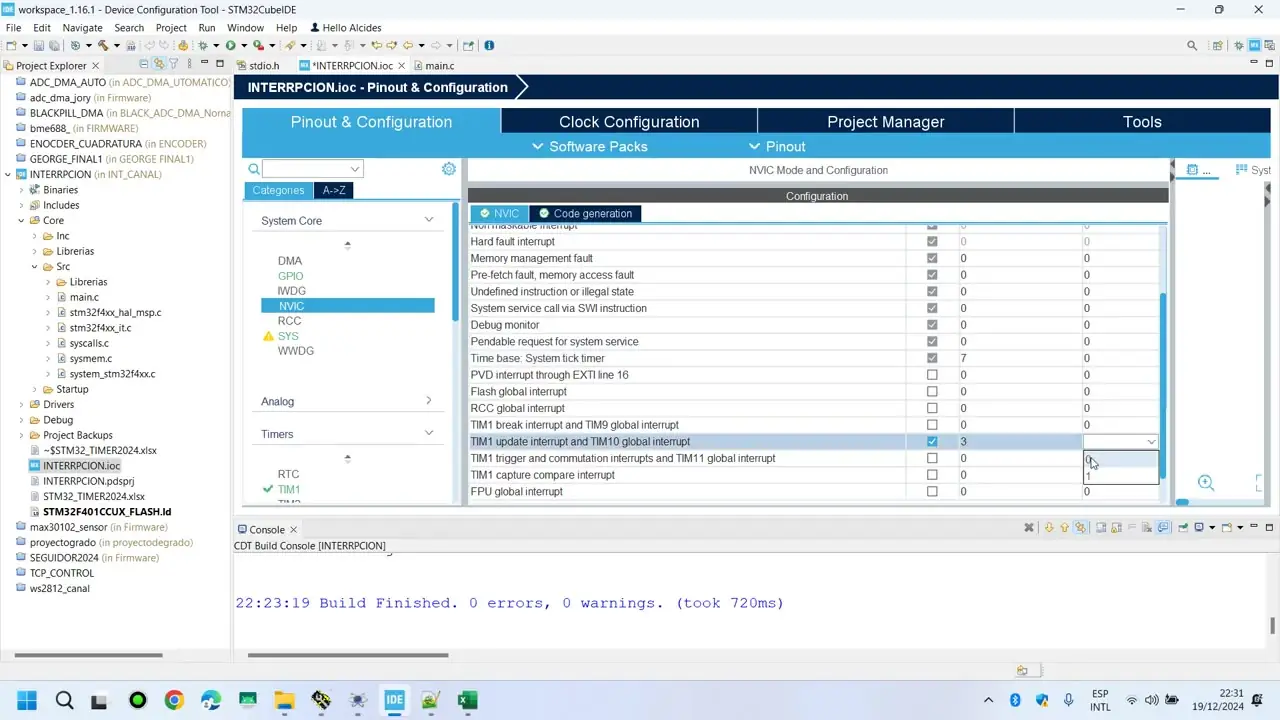 workspace_1.16.1 - Device Configuration Tool - STM32CubeIDE
File Edit Navigate Search Project Run Window Help Hello Alcides
Project Explorer
stdio.h
*INTERRPCION.ioc
main.c
ADC_DMA_AUTO (in ADC_DMA_UTOMATICO)
adc_dma_jory (in Firmware)
BLACKPILL_DMA (in BLACK_ADC_DMA_Norma
bme688_ (in FIRMWARE)
ENOCDER_CUADRATURA (in ENCODER)
GEORGE_FINAL1 (in GEORGE FINAL1)
INTERRPCION (in INT_CANAL)
Binaries
Includes
Core
Inc
Librerias
Src
Librerias
main.c
stm32f4xx_hal_msp.c
stm32f4xx_it.c
syscalls.c
sysmem.c
system_stm32f4xx.c
Startup
Drivers
Debug
Project Backups
~$STM32_TIMER2024.xlsx
INTERRPCION.ioc
INTERRPCION.pdsprj
STM32_TIMER2024.xlsx
STM32F401CCUX_FLASH.ld
max30102_sensor (in Firmware)
proyectogrado (in proyectodegrado)
SEGUIDOR2024 (in Firmware)
TCP_CONTROL
ws2812_canal
INTERRPCION.ioc - Pinout & Configuration
Pinout & Configuration
Clock Configuration
Project Manager
Tools
Software Packs
Pinout
Categories
A->Z
System Core
DMA
GPIO
IWDG
NVIC
RCC
SYS
WWDG
Analog
Timers
RTC
TIM1
NVIC Mode and Configuration
... Syst
Configuration
NVIC
Code generation
Non maskable interrupt 0 0
Hard fault interrupt 0 0
Memory management fault 0 0
Pre-fetch fault, memory access fault 0 0
Undefined instruction or illegal state 0 0
System service call via SWI instruction 0 0
Debug monitor 0 0
Pendable request for system service 0 0
Time base: System tick timer 7 0
PVD interrupt through EXTI line 16 0 0
Flash global interrupt 0 0
RCC global interrupt 0 0
TIM1 break interrupt and TIM9 global interrupt 0 0
TIM1 update interrupt and TIM10 global interrupt 3
TIM1 trigger and commutation interrupts and TIM11 global interrupt 0 0
TIM1 capture compare interrupt 0 1
FPU global interrupt 0 0
Console
CDT Build Console [INTERRPCION]
22:23:19 Build Finished. 0 errors, 0 warnings. (took 720ms)
IDE
ESP
INTL
22:31
19/12/2024